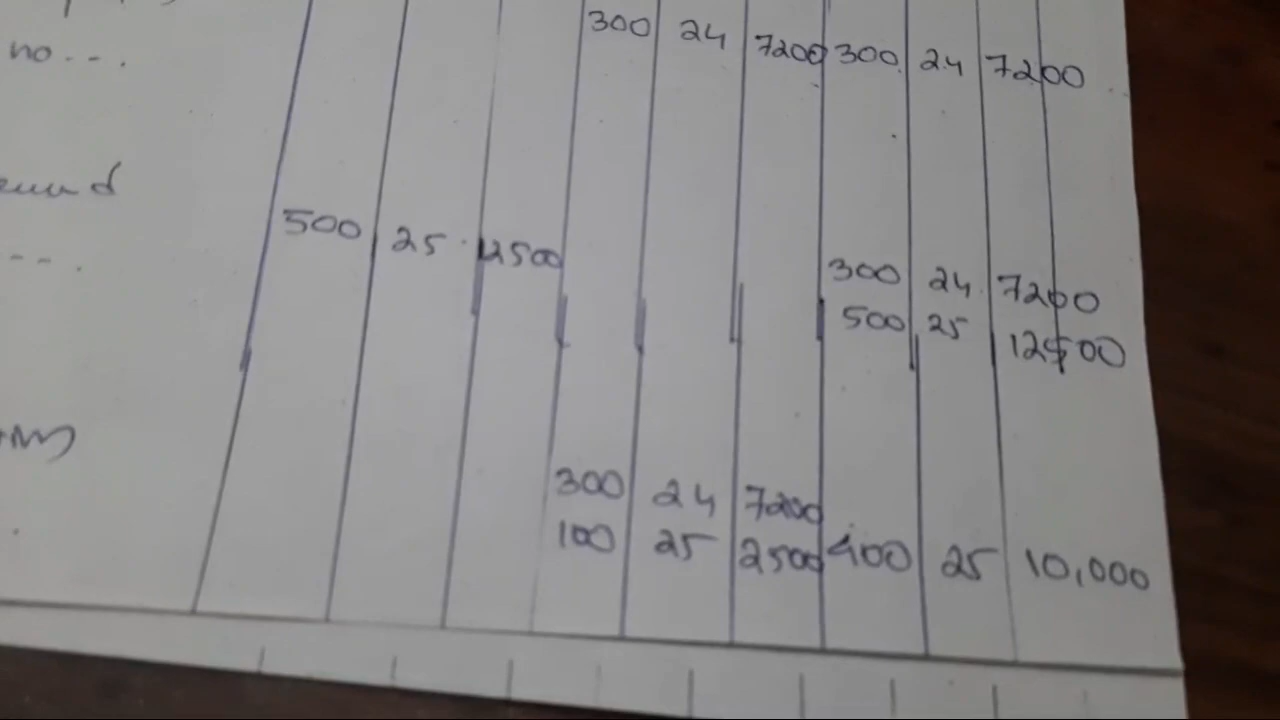 no ---. 300 24 7200 300 24 7200
500 25 12500
300 24 7200
500 25 12500
300 24 7200
100 25 2500 400 25 10,000